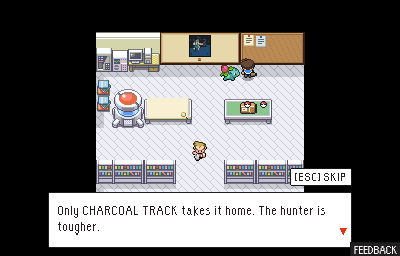 [ESC] SKIP
Only CHARCOAL TRACK takes it home. The hunter is
tougher.
FEEDBACK